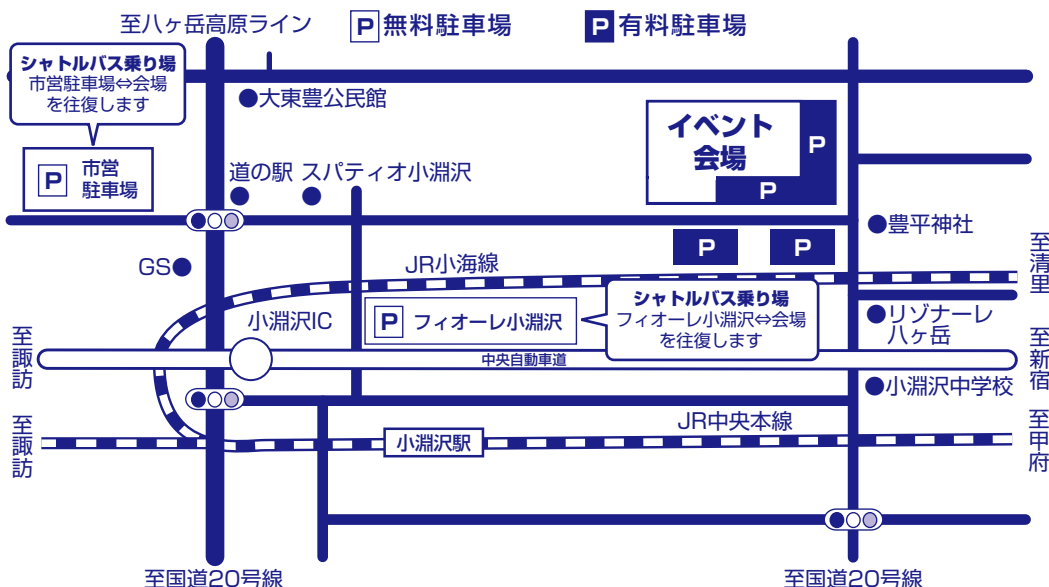 至八ヶ岳高原ライン
P無料駐車場
P有料駐車場
シャトルバス乗り場
市営駐車場⇔会場
を往復します
大東豊公民館
イベント
会場
P
P
P
市営
駐車場
道の駅
スパティオ小淵沢
豊平神社
P
P
GS
JR小海線
至清里
シャトルバス乗り場
フィオーレ小淵沢⇔会場
を往復します
小淵沢IC
P
フィオーレ小淵沢
リゾナーレ
八ヶ岳
至諏訪
中央自動車道
至新宿
小淵沢中学校
至諏訪
JR中央本線
小淵沢駅
至甲府
至国道20号線
至国道20号線